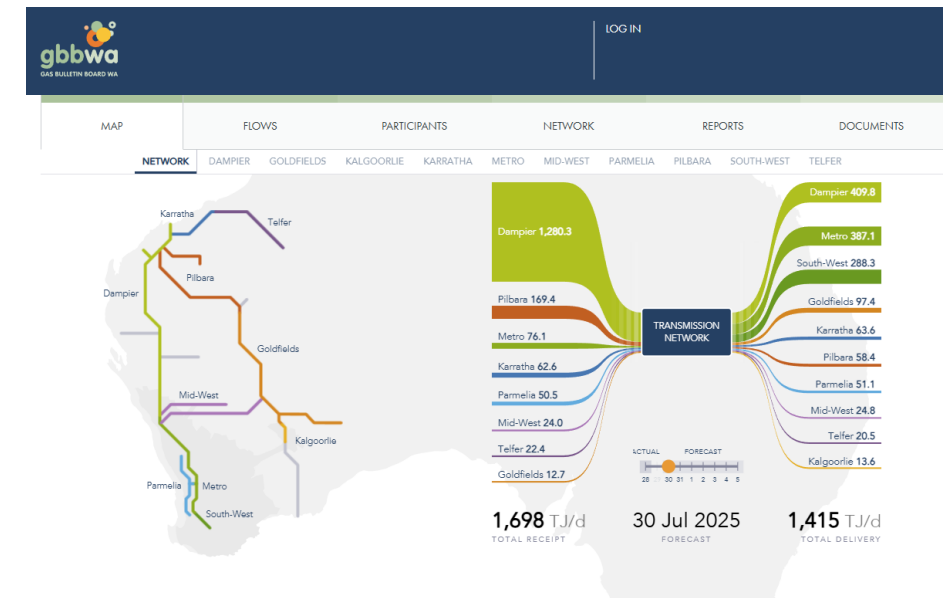 gbbwa
GAS BULLETIN BOARD WA
LOG IN
MAP
FLOWS
PARTICIPANTS
NETWORK
REPORTS
DOCUMENTS
NETWORK
DAMPIER
GOLDFIELDS
KALGOORLIE
KARRATHA
METRO
MID-WEST
PARMELIA
PILBARA
SOUTH-WEST
TELFER
Karratha
Telfer
Pilbara
Dampier
Goldfields
Mid-West
Kalgoorlie
Parmelia
Metro
South-West
Dampier 1,280.3
Pilbara 169.4
Metro 76.1
Karratha 62.6
Parmelia 50.5
Mid-West 24.0
Telfer 22.4
Goldfields 12.7
TRANSMISSION
NETWORK
Dampier 409.8
Metro 387.1
South-West 288.3
Goldfields 97.4
Karratha 63.6
Pilbara 58.4
Parmelia 51.1
Mid-West 24.8
Telfer 20.5
Kalgoorlie 13.6
ACTUAL FORECAST
28 30 31 1 2 3 4 5
1,698 TJ/d
TOTAL RECEIPT
30 Jul 2025
FORECAST
1,415 TJ/d
TOTAL DELIVERY